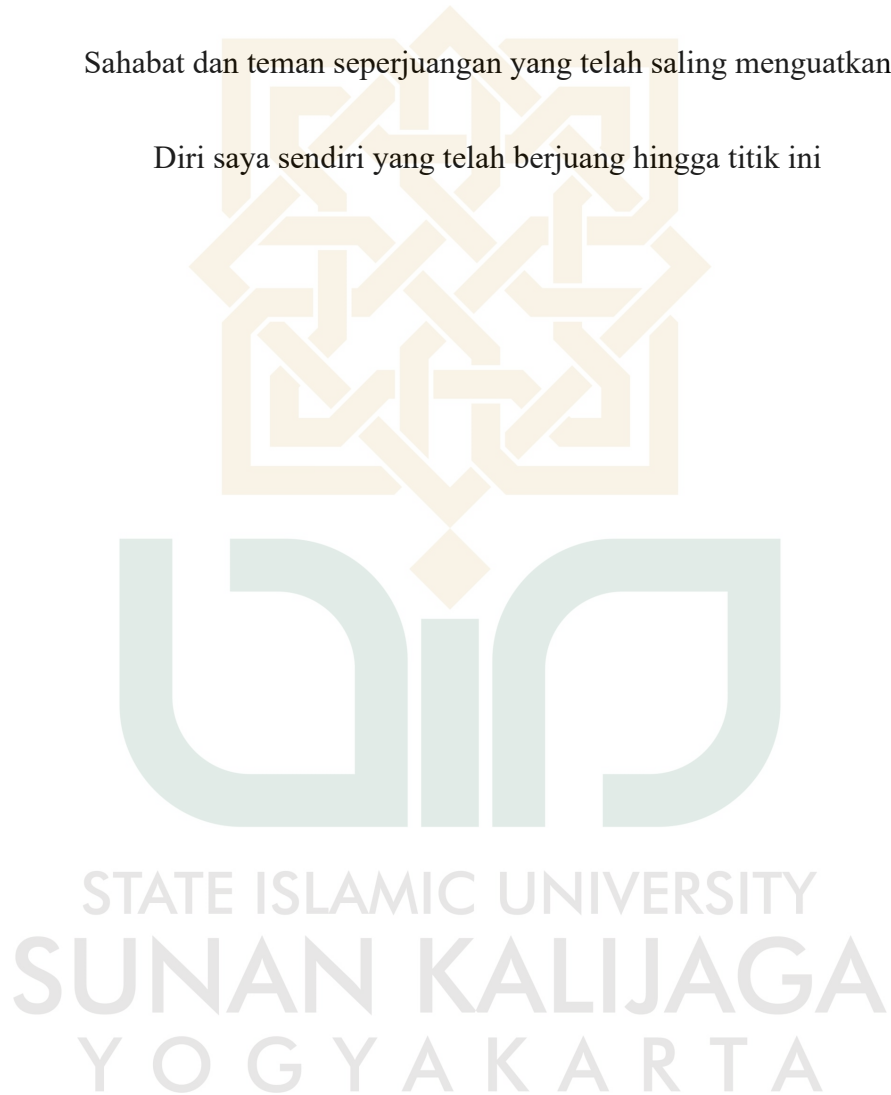 Sahabat dan teman seperjuangan yang telah saling menguatkan
Diri saya sendiri yang telah berjuang hingga titik ini
STATE ISLAMIC UNIVERSITY
SUNAN KALIJAGA
YOGYAKARTA